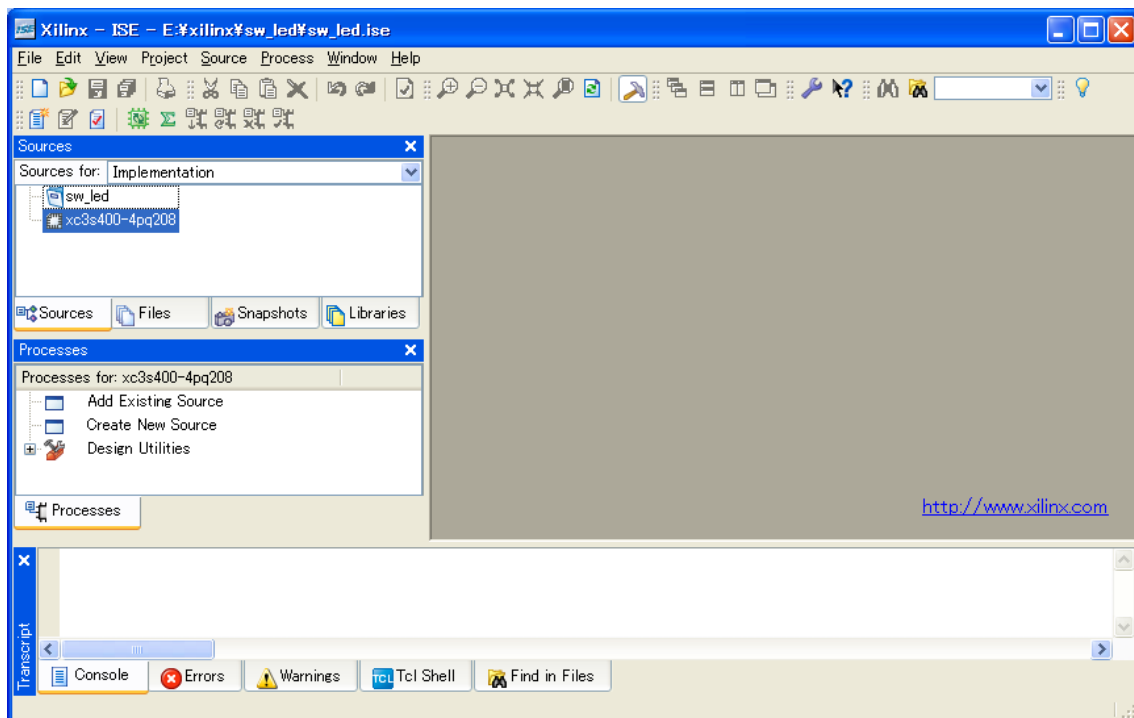 ISE Xilinx - ISE - E:¥xilinx¥sw_led¥sw_led.ise
File Edit View Project Source Process Window Help
Sources
Sources for: Implementation
sw_led
xc3s400-4pq208
Sources Files Snapshots Libraries
Processes
Processes for: xc3s400-4pq208
Add Existing Source
Create New Source
Design Utilities
Processes
http://www.xilinx.com
Transcript
Console Errors Warnings TCL Tcl Shell Find in Files